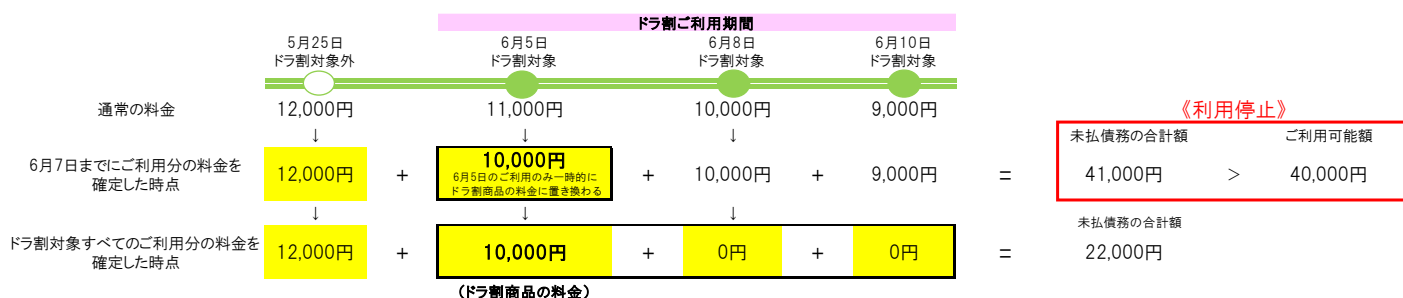 ドラ割ご利用期間
5月25日 6月5日 6月8日 6月10日
ドラ割対象外 ドラ割対象 ドラ割対象 ドラ割対象
通常の料金 12,000円 11,000円 10,000円 9,000円 《利用停止》
↓ ↓ ↓ 未払債務の合計額 ご利用可能額
6月7日までにご利用分の料金を
確定した時点
12,000円 + 10,000円 + 10,000円 + 9,000円 = 41,000円 > 40,000円
6月5日のご利用のみ一時的に
ドラ割商品の料金に置き換わる
↓ ↓ ↓ 未払債務の合計額
ドラ割対象すべてのご利用分の料金を
確定した時点
12,000円 + 10,000円 + 0円 + 0円 = 22,000円
(ドラ割商品の料金)